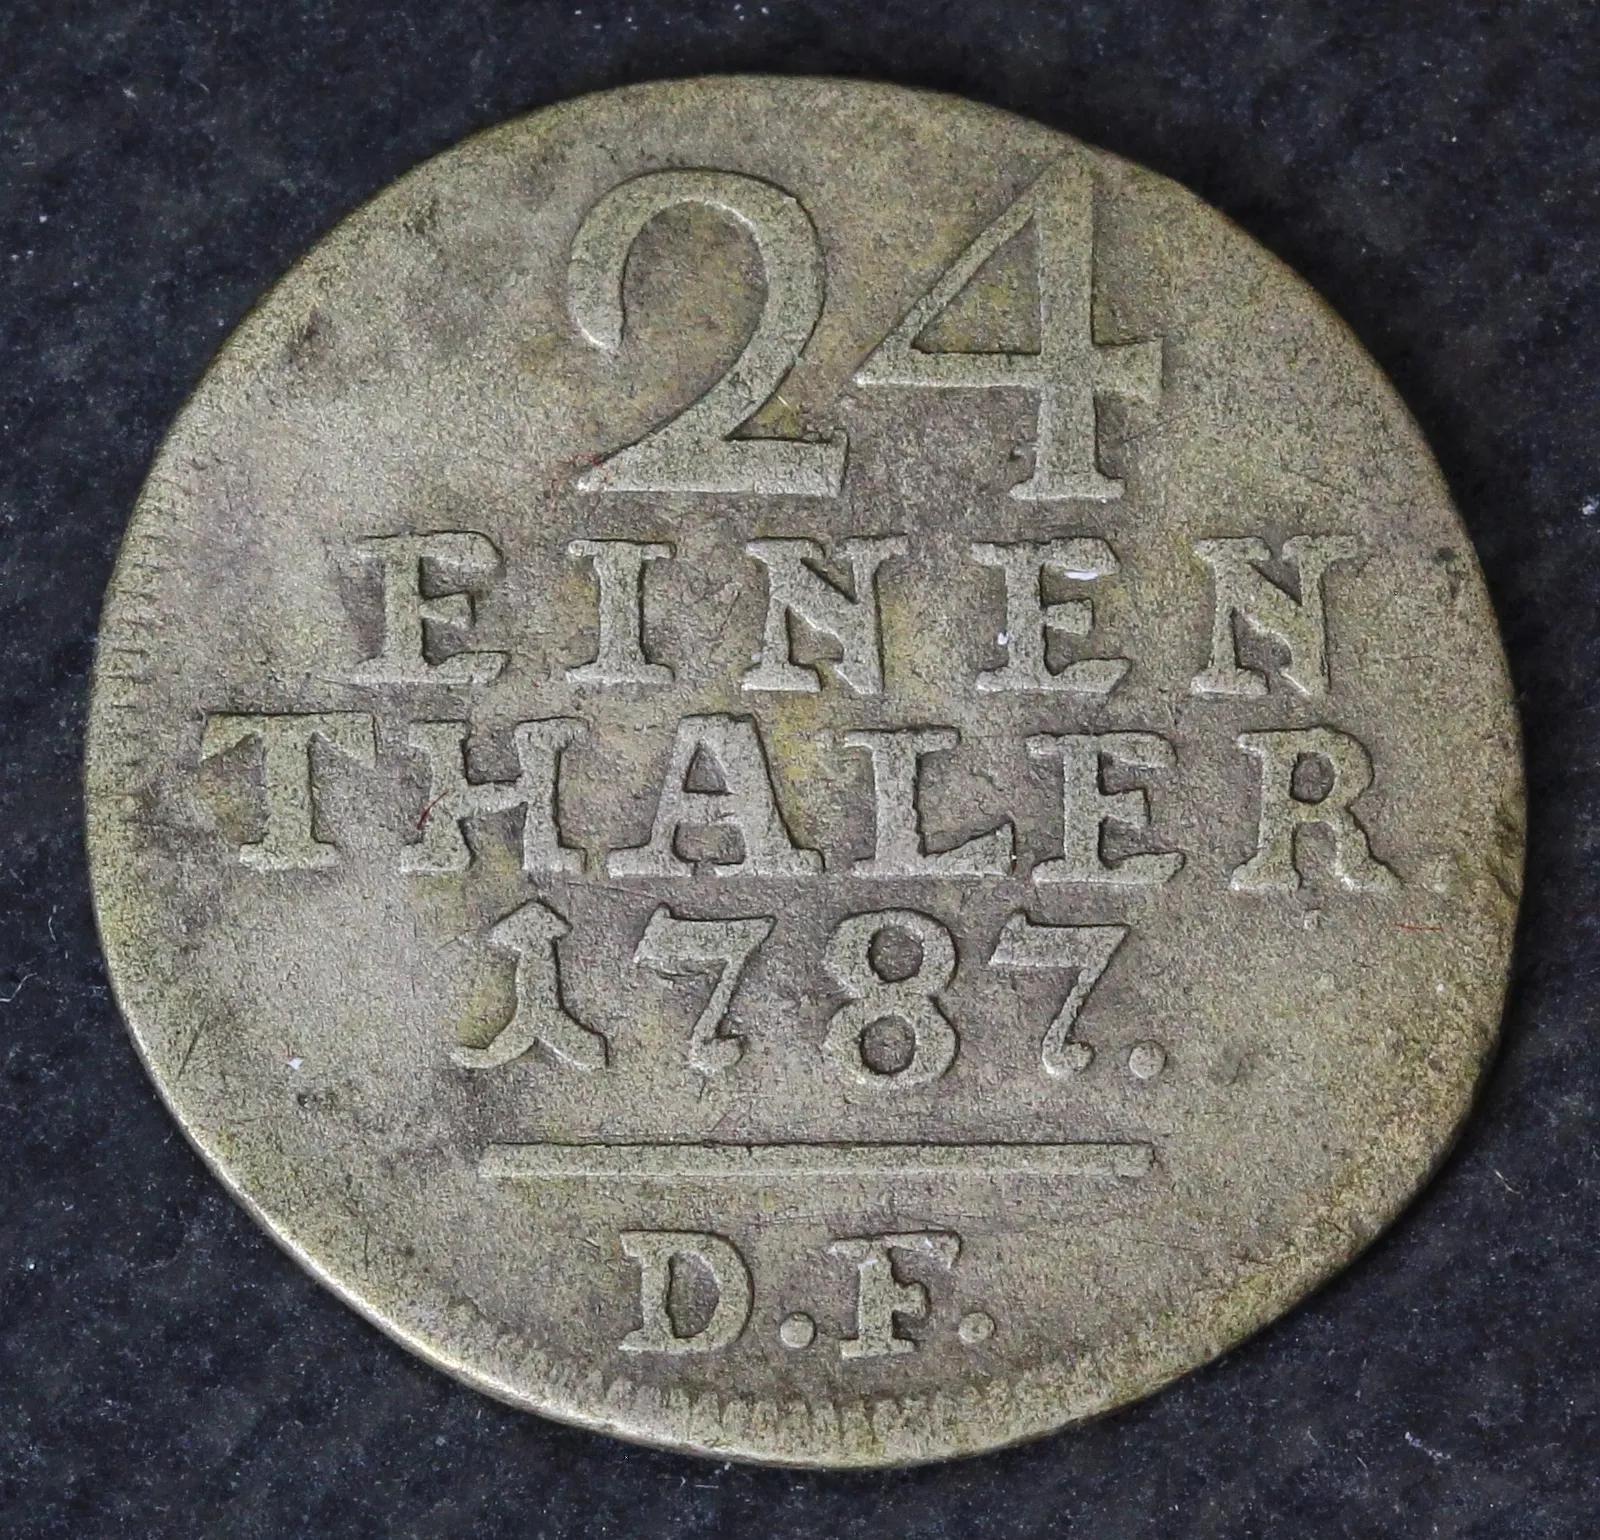 24
EINEN
THALER.
1787.
D.F.